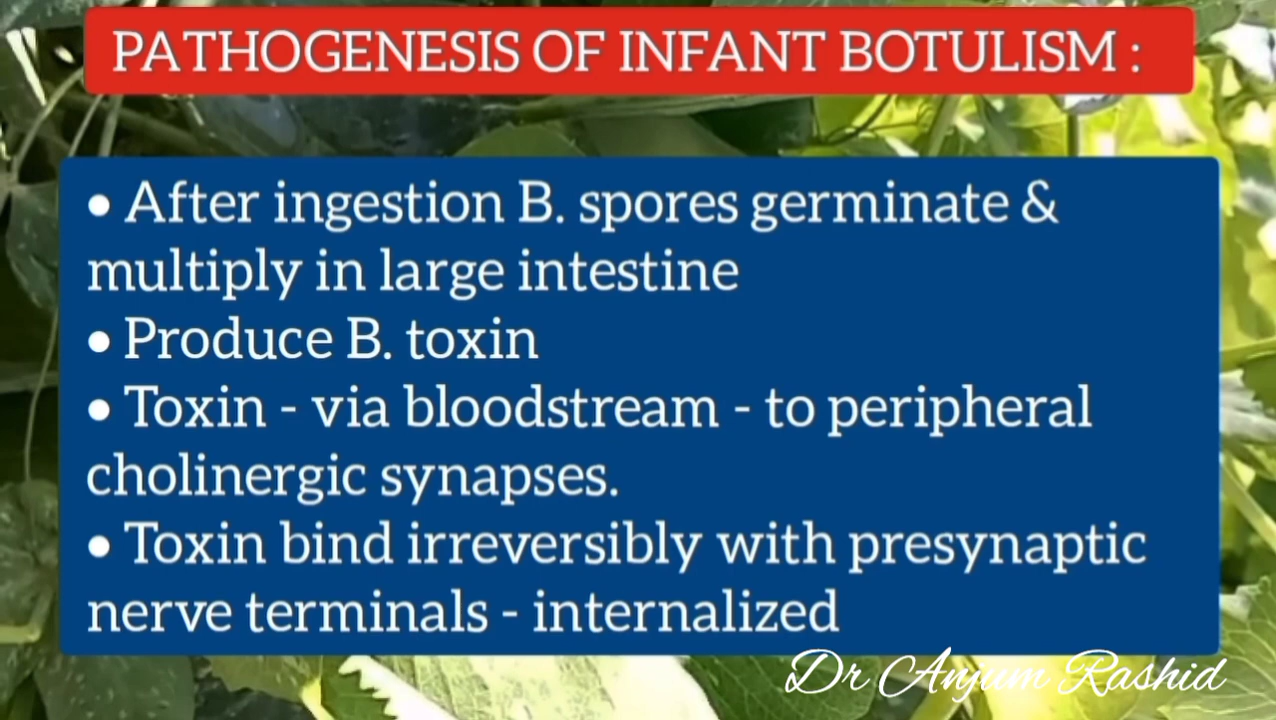 PATHOGENESIS OF INFANT BOTULISM :
• After ingestion B. spores germinate &
multiply in large intestine
• Produce B. toxin
• Toxin - via bloodstream - to peripheral
cholinergic synapses.
• Toxin bind irreversibly with presynaptic
nerve terminals - internalized
Dr Anjum Rashid